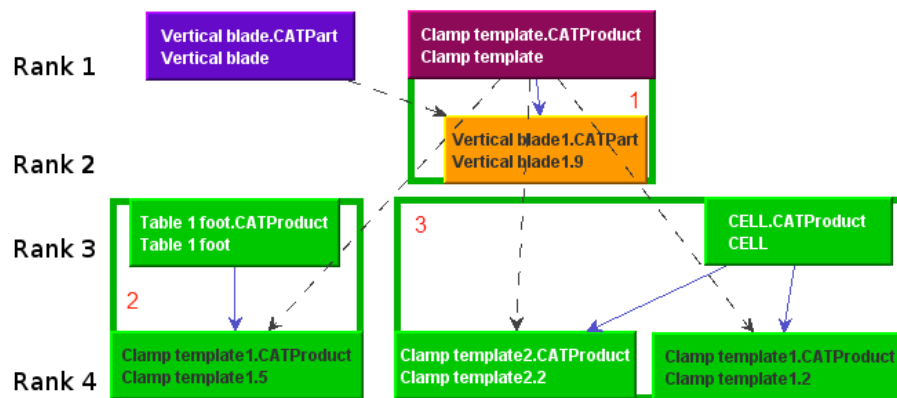 Rank 1
Vertical blade.CATPart
Vertical blade
Clamp template.CATProduct
Clamp template
1
Rank 2
Vertical blade1.CATPart
Vertical blade1.9
Rank 3
Table 1 foot.CATProduct
Table 1 foot
3
CELL.CATProduct
CELL
2
Rank 4
Clamp template1.CATProduct
Clamp template1.5
Clamp template2.CATProduct
Clamp template2.2
Clamp template1.CATProduct
Clamp template1.2